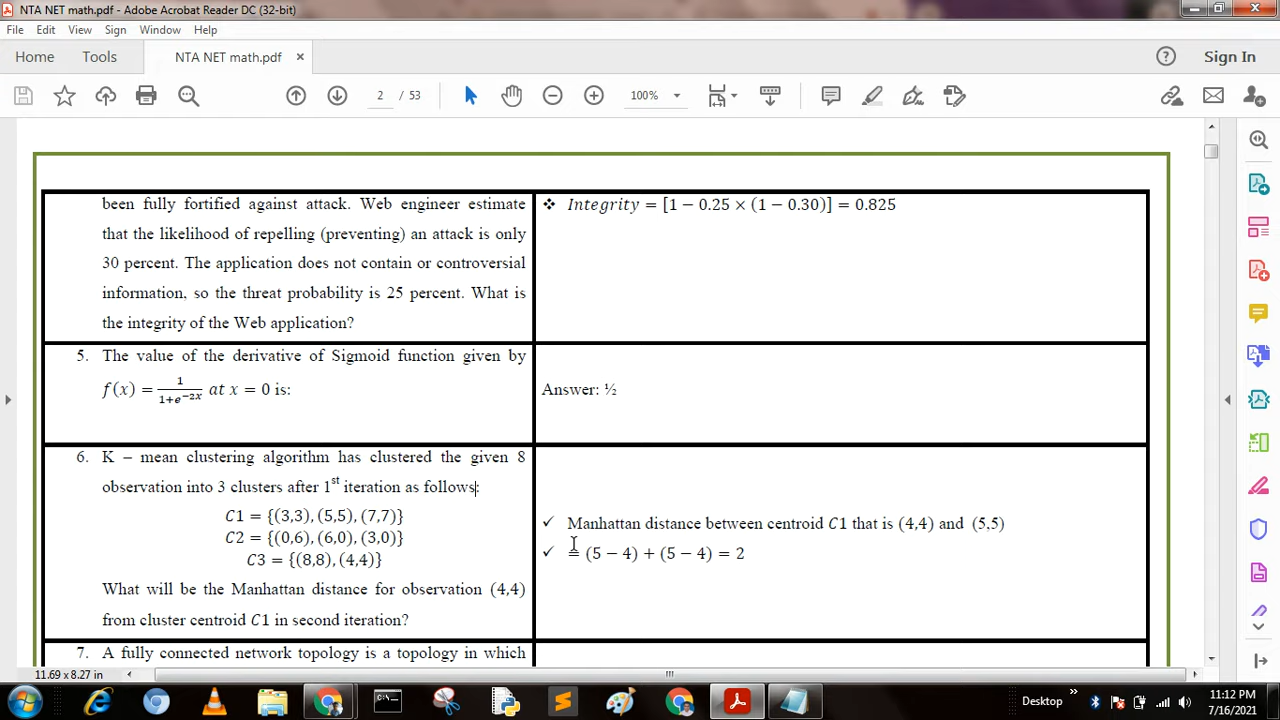 NTA NET math.pdf - Adobe Acrobat Reader DC (32-bit)
File Edit View Sign Window Help
Home Tools NTA NET math.pdf × Sign In
2 / 53 100%
been fully fortified against attack. Web engineer estimate
that the likelihood of repelling (preventing) an attack is only
30 percent. The application does not contain or controversial
information, so the threat probability is 25 percent. What is
the integrity of the Web application?
❖ Integrity = [1 − 0.25 × (1 − 0.30)] = 0.825
5. The value of the derivative of Sigmoid function given by
f(x) = 1/(1+e^{−2x}) at x = 0 is:
Answer: ½
6. K – mean clustering algorithm has clustered the given 8
observation into 3 clusters after 1st iteration as follows:
C1 = {(3,3), (5,5), (7,7)}
C2 = {(0,6), (6,0), (3,0)}
C3 = {(8,8), (4,4)}
What will be the Manhattan distance for observation (4,4)
from cluster centroid C1 in second iteration?
✓ Manhattan distance between centroid C1 that is (4,4) and (5,5)
✓ = (5 − 4) + (5 − 4) = 2
7. A fully connected network topology is a topology in which
11.69 x 8.27 in
Desktop » 11:12 PM
7/16/2021